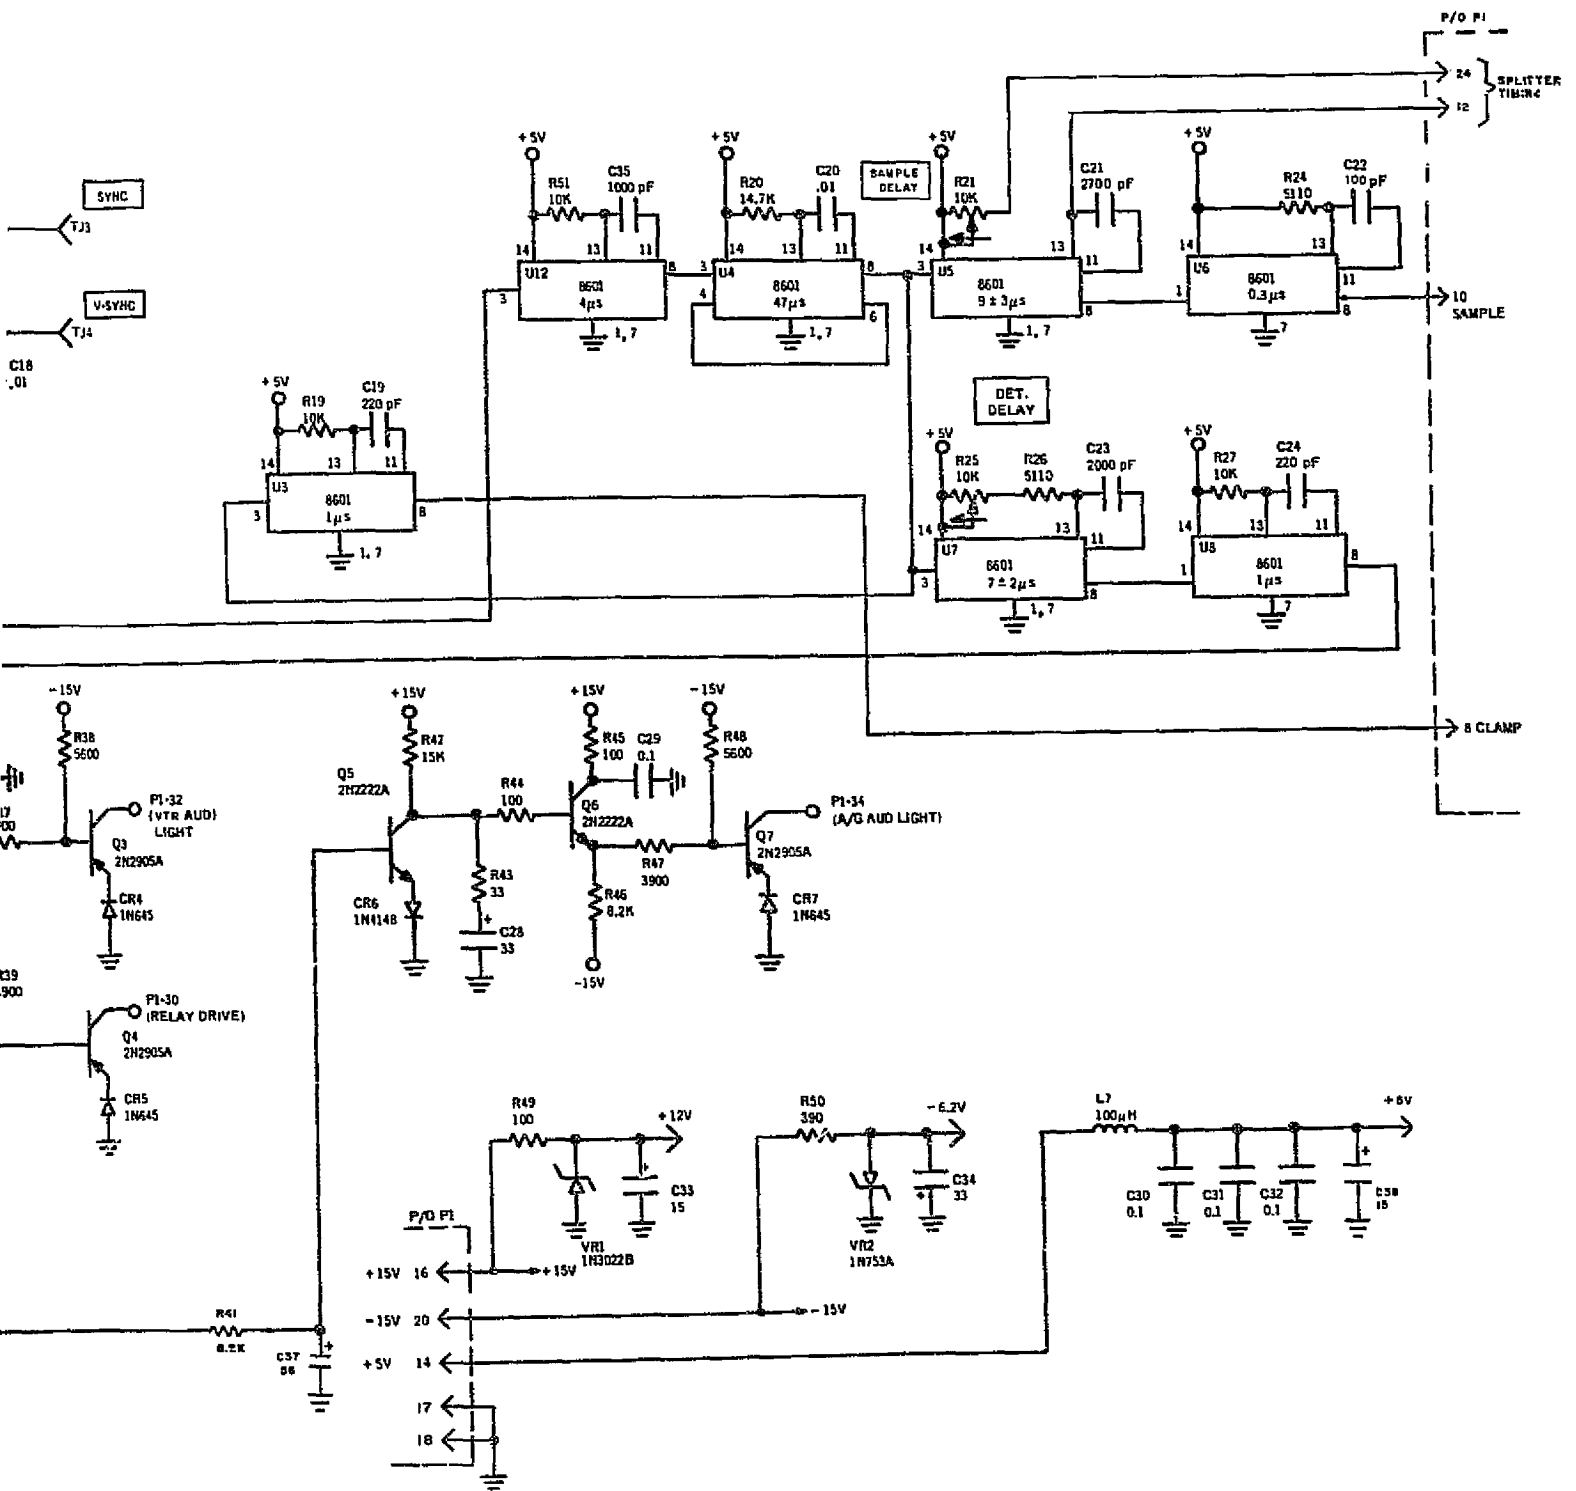 P/O P1
24
SPLITTER
12
+5V
+5V
+5V
+5V
SAMPLE
DELAY
R51
10K
C35
1000 pF
R20
14.7K
C20
.01
R21
10K
C21
2700 pF
R24
5110
C22
100 pF
SYNC
TJ3
14
13
11
14
13
11
14
13
11
14
13
11
U12
8601
4µs
3
8
3
U4
8601
47µs
4
8
6
3
U5
8601
9 ± 3µs
8
1
U6
8601
0.3µs
8
10
SAMPLE
1, 7
1, 7
1, 7
7
V-SYNC
TJ4
C18
.01
DET.
DELAY
+5V
R19
10K
C19
220 pF
14
13
11
U3
8601
1µs
3
8
1, 7
+5V
R25
10K
R26
5110
C23
2000 pF
+5V
R27
10K
C24
220 pF
14
13
11
14
13
11
U7
8601
7 ± 2µs
3
8
1
U8
8601
1µs
8
1, 7
7
8 CLAMP
-15V
R38
5600
P1-32
(VTR AUD)
LIGHT
Q3
2N2905A
CR4
1N645
+15V
R42
15K
Q5
2N2222A
CR6
1N4148
R44
100
R43
33
C28
33
+15V
R45
100
C29
0.1
Q6
2N2222A
R46
8.2K
-15V
R47
3900
-15V
R48
5600
P1-34
(A/G AUD LIGHT)
Q7
2N2905A
CR7
1N645
R39
P1-30
(RELAY DRIVE)
Q4
2N2905A
CR5
1N645
R49
100
+12V
C33
15
VR1
1N3022B
R50
390
-6.2V
C34
33
VR2
1N753A
L7
100µH
C30
0.1
C31
0.1
C32
0.1
15
P/O P1
+15V 16
+15V
-15V 20
-15V
+5V 14
17
18
R41
C37